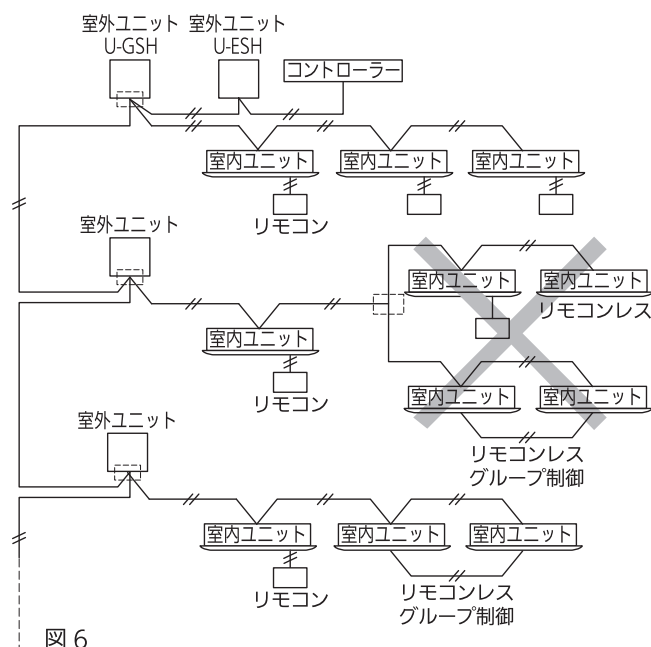 室外ユニット
U-GSH
室外ユニット
U-ESH
コントローラー
室内ユニット
室内ユニット
室内ユニット
リモコン
室外ユニット
室内ユニット
室内ユニット
リモコンレス
室内ユニット
リモコン
室内ユニット
室内ユニット
リモコンレス
グループ制御
室外ユニット
室内ユニット
室内ユニット
室内ユニット
リモコン
リモコンレス
グループ制御
図6